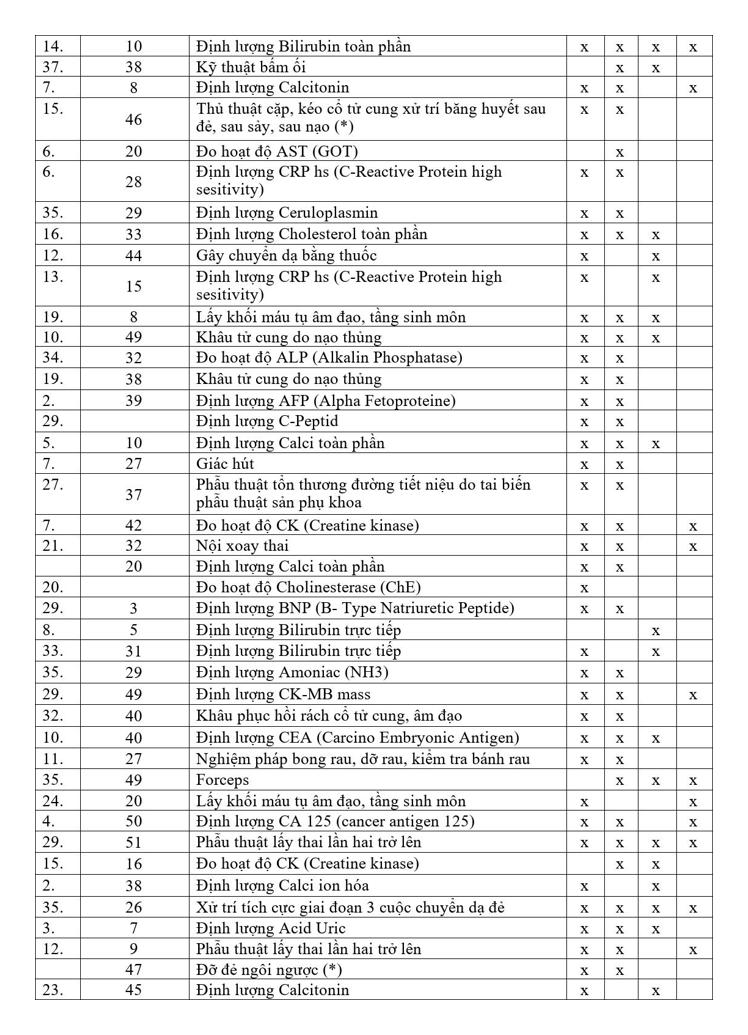 14. 10 Định lượng Bilirubin toàn phần x x x x
37. 38 Kỹ thuật bấm ối x x
7. 8 Định lượng Calcitonin x x x
15. 46 Thủ thuật cặp, kéo cổ tử cung xử trí băng huyết sau x x
đẻ, sau sảy, sau nạo (*)
6. 20 Đo hoạt độ AST (GOT) x
6. 28 Định lượng CRP hs (C-Reactive Protein high x x
sesitivity)
35. 29 Định lượng Ceruloplasmin x x
16. 33 Định lượng Cholesterol toàn phần x x x
12. 44 Gây chuyển dạ bằng thuốc x x
13. 15 Định lượng CRP hs (C-Reactive Protein high x x
sesitivity)
19. 8 Lấy khối máu tụ âm đạo, tầng sinh môn x x x
10. 49 Khâu tử cung do nạo thủng x x x
34. 32 Đo hoạt độ ALP (Alkalin Phosphatase) x x
19. 38 Khâu tử cung do nạo thủng x x
2. 39 Định lượng AFP (Alpha Fetoproteine) x x
29. Định lượng C-Peptid x x
5. 10 Định lượng Calci toàn phần x x x
7. 27 Giác hút x x
27. 37 Phẫu thuật tổn thương đường tiết niệu do tai biến x x
phẫu thuật sản phụ khoa
7. 42 Đo hoạt độ CK (Creatine kinase) x x x
21. 32 Nội xoay thai x x x
20 Định lượng Calci toàn phần x x
20. Đo hoạt độ Cholinesterase (ChE) x
29. 3 Định lượng BNP (B- Type Natriuretic Peptide) x x
8. 5 Định lượng Bilirubin trực tiếp x
33. 31 Định lượng Bilirubin trực tiếp x x
35. 29 Định lượng Amoniac (NH3) x x
29. 49 Định lượng CK-MB mass x x x
32. 40 Khâu phục hồi rách cổ tử cung, âm đạo x x
10. 40 Định lượng CEA (Carcino Embryonic Antigen) x x x
11. 27 Nghiệm pháp bong rau, dỡ rau, kiểm tra bánh rau x x
35. 49 Forceps x x x
24. 20 Lấy khối máu tụ âm đạo, tầng sinh môn x x
4. 50 Định lượng CA 125 (cancer antigen 125) x x x
29. 51 Phẫu thuật lấy thai lần hai trở lên x x x x
15. 16 Đo hoạt độ CK (Creatine kinase) x x
2. 38 Định lượng Calci ion hóa x x
35. 26 Xử trí tích cực giai đoạn 3 cuộc chuyển dạ đẻ x x x x
3. 7 Định lượng Acid Uric x x x
12. 9 Phẫu thuật lấy thai lần hai trở lên x x x
47 Đỡ đẻ ngôi ngược (*) x x
23. 45 Định lượng Calcitonin x x